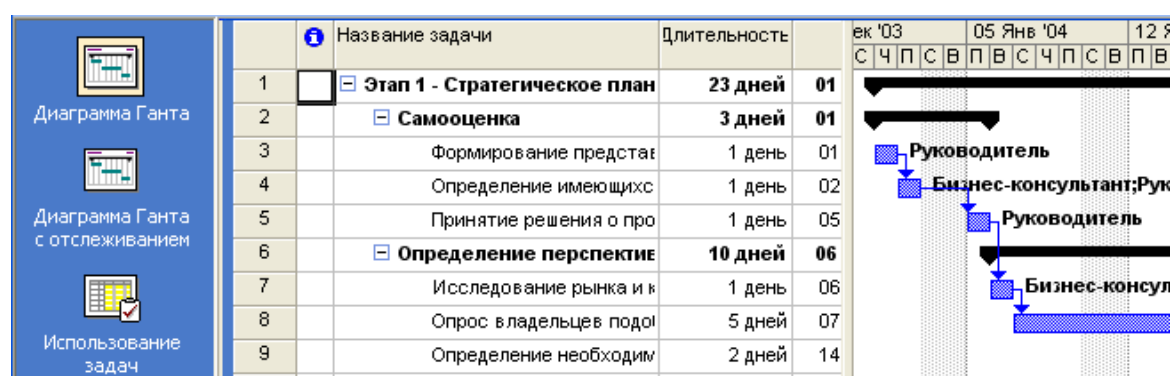 Диаграмма Ганта
Диаграмма Ганта
с отслеживанием
Использование
задач
Название задачи Длительность
ек '03 05 Янв '04 12 Я
С Ч П С В П В С Ч П С В П В
1 Этап 1 - Стратегическое план 23 дней 01
2 Самооценка 3 дней 01
3 Формирование представ 1 день 01 Руководитель
4 Определение имеющихс 1 день 02 Бизнес-консультант;Рук
5 Принятие решения о про 1 день 05 Руководитель
6 Определение перспектив 10 дней 06
7 Исследование рынка и к 1 день 06 Бизнес-консул
8 Опрос владельцев подо 5 дней 07
9 Определение необходим 2 дней 14